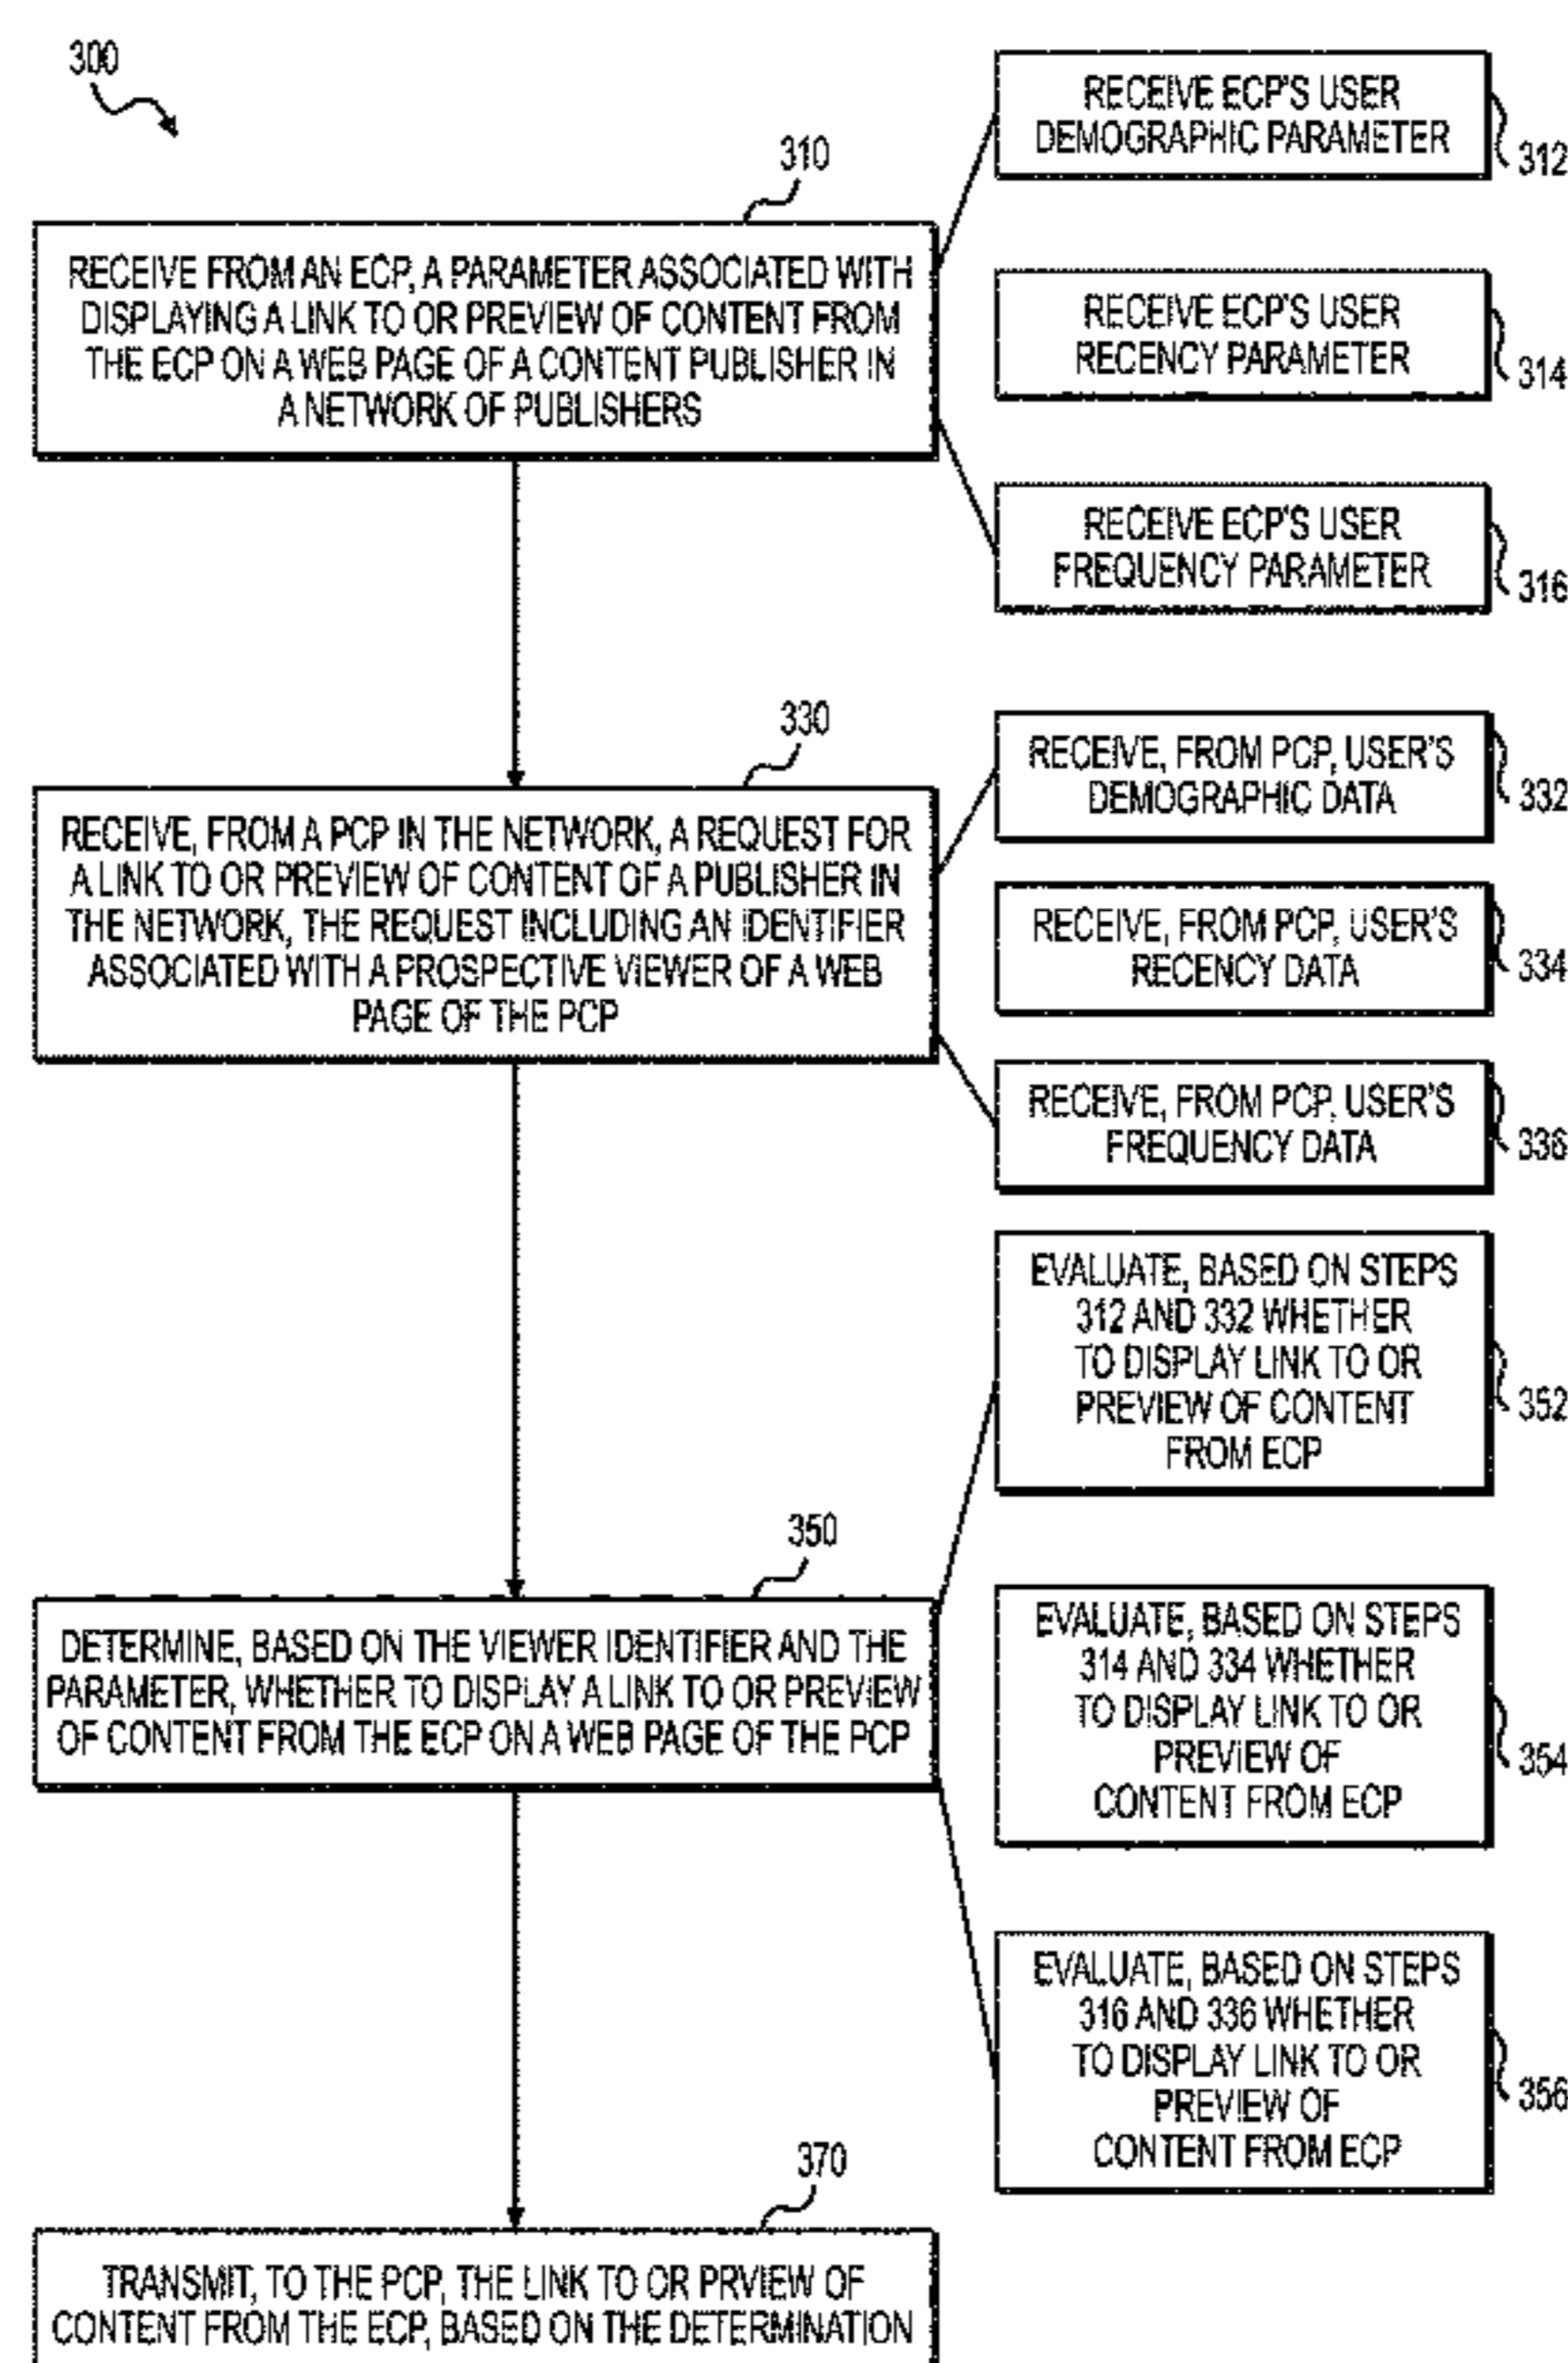 300
310
RECEIVE FROM AN ECP, A PARAMETER ASSOCIATED WITH
DISPLAYING A LINK TO OR PREVIEW OF CONTENT FROM
THE ECP ON A WEB PAGE OF A CONTENT PUBLISHER IN
A NETWORK OF PUBLISHERS
RECEIVE ECP'S USER
DEMOGRAPHIC PARAMETER
312
RECEIVE ECP'S USER
RECENCY PARAMETER
314
RECEIVE ECP'S USER
FREQUENCY PARAMETER
316
330
RECEIVE, FROM A PCP IN THE NETWORK, A REQUEST FOR
A LINK TO OR PREVIEW OF CONTENT OF A PUBLISHER IN
THE NETWORK, THE REQUEST INCLUDING AN IDENTIFIER
ASSOCIATED WITH A PROSPECTIVE VIEWER OF A WEB
PAGE OF THE PCP
RECEIVE, FROM PCP, USER'S
DEMOGRAPHIC DATA
332
RECEIVE, FROM PCP, USER'S
RECENCY DATA
334
RECEIVE, FROM PCP, USER'S
FREQUENCY DATA
336
350
DETERMINE, BASED ON THE VIEWER IDENTIFIER AND THE
PARAMETER, WHETHER TO DISPLAY A LINK TO OR PREVIEW
OF CONTENT FROM THE ECP ON A WEB PAGE OF THE PCP
EVALUATE, BASED ON STEPS
312 AND 332 WHETHER
TO DISPLAY LINK TO OR
PREVIEW OF CONTENT
FROM ECP
352
EVALUATE, BASED ON STEPS
314 AND 334 WHETHER
TO DISPLAY LINK TO OR
PREVIEW OF
CONTENT FROM ECP
354
EVALUATE, BASED ON STEPS
316 AND 336 WHETHER
TO DISPLAY LINK TO OR
PREVIEW OF
CONTENT FROM ECP
356
370
TRANSMIT, TO THE PCP, THE LINK TO OR PRVIEW OF
CONTENT FROM THE ECP, BASED ON THE DETERMINATION